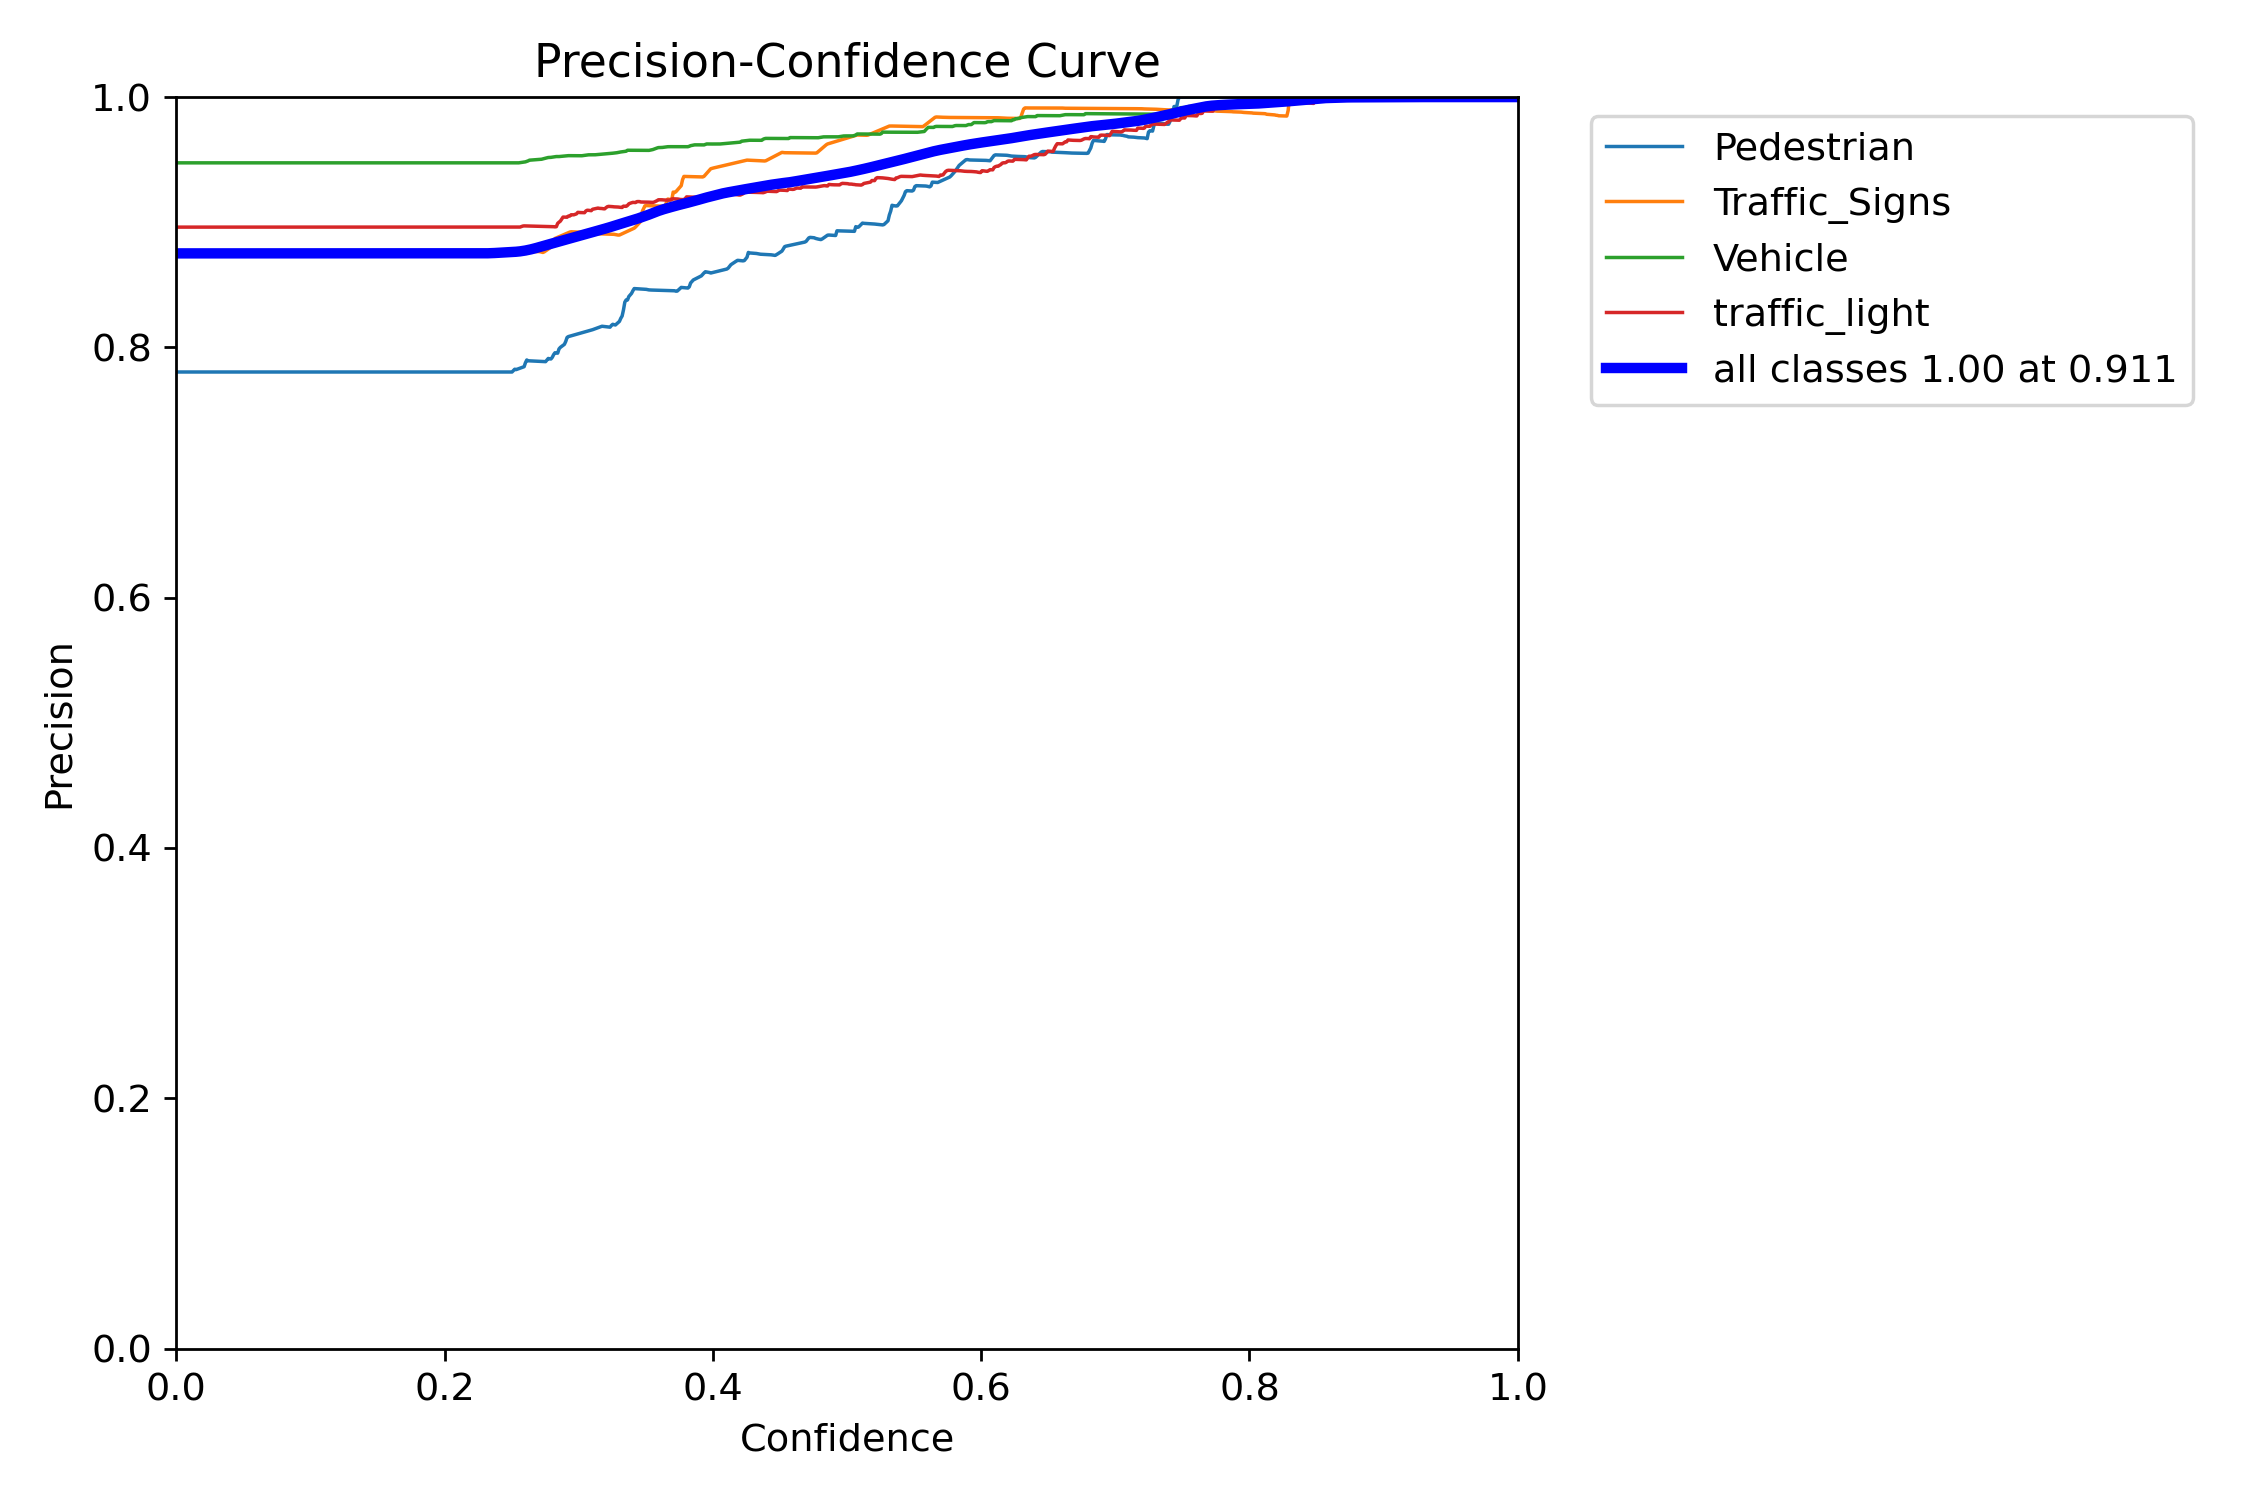 Precision-Confidence Curve
1.0
0.8
0.6
0.4
0.2
0.0
Precision
0.0 0.2 0.4 0.6 0.8 1.0
Confidence
Pedestrian
Traffic_Signs
Vehicle
traffic_light
all classes 1.00 at 0.911